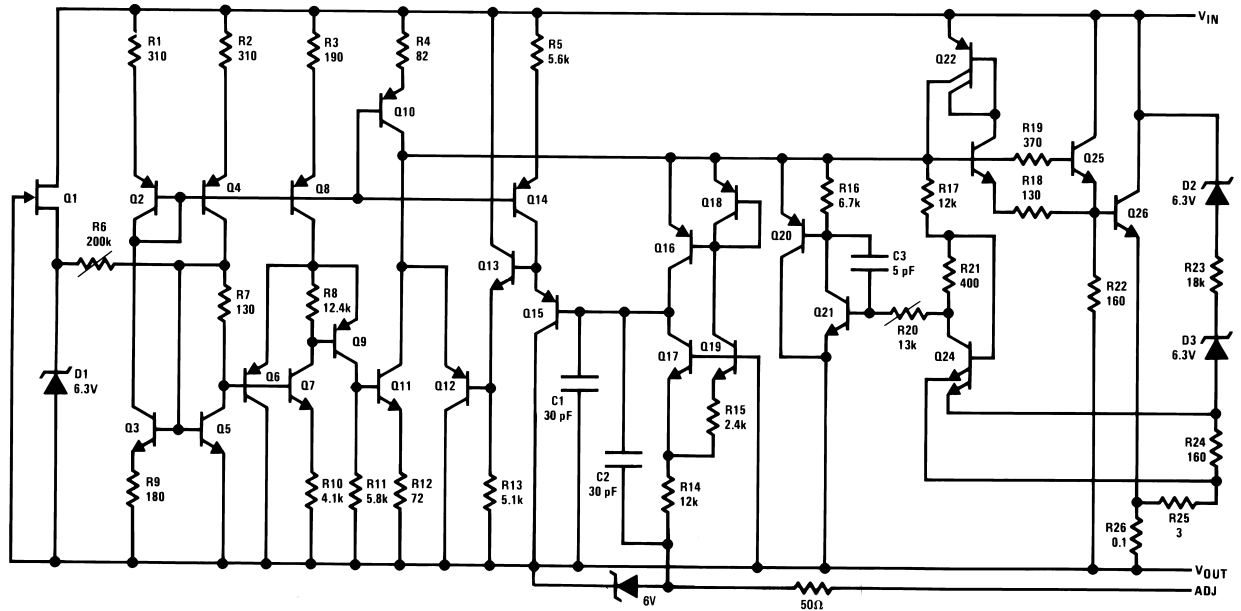 VIN
R1
310
R2
310
R3
190
R4
82
R5
5.6k
Q22
Q10
R19
370
Q25
Q1
Q2
Q4
Q8
Q14
Q18
R16
6.7k
R17
12k
R18
130
Q26
D2
6.3V
R6
200k
Q13
Q16
Q20
C3
5 pF
R21
400
R22
160
R23
18k
R7
130
R8
12.4k
Q9
Q15
Q21
R20
13k
D1
6.3V
Q6
Q7
Q11
Q12
Q17
Q19
Q24
D3
6.3V
C1
30 pF
R15
2.4k
Q3
Q5
R24
160
R9
180
R10
4.1k
R11
5.8k
R12
72
R13
5.1k
C2
30 pF
R14
12k
R26
0.1
R25
3
VOUT
ADJ
6V
50Ω